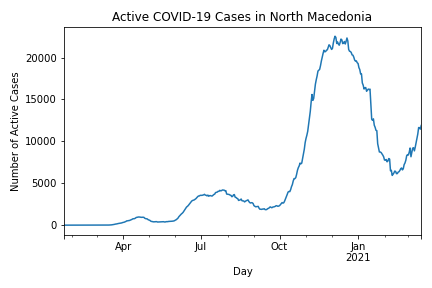 Active COVID-19 Cases in North Macedonia
Number of Active Cases
20000
15000
10000
5000
0
Apr Jul Oct Jan
2021
Day